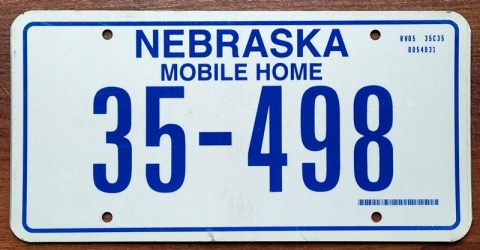 NEBRASKA
RV05 35C35
0054831
MOBILE HOME
35-498